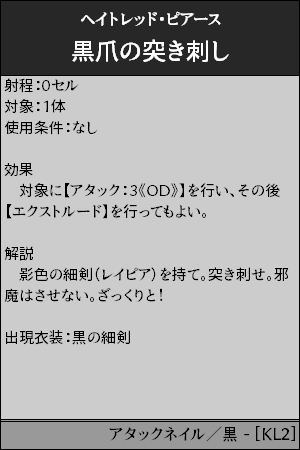 ヘイトレッド・ピアース
黒爪の突き刺し
射程：0セル
対象：1体
使用条件：なし
効果
　対象に【アタック：3《OD》】を行い、その後
【エクストルード】を行ってもよい。
解説
　影色の細剣（レイピア）を持て。突き刺せ。邪
魔はさせない。ざっくりと！
出現衣装：黒の細剣
アタックネイル／黒 - [KL2]